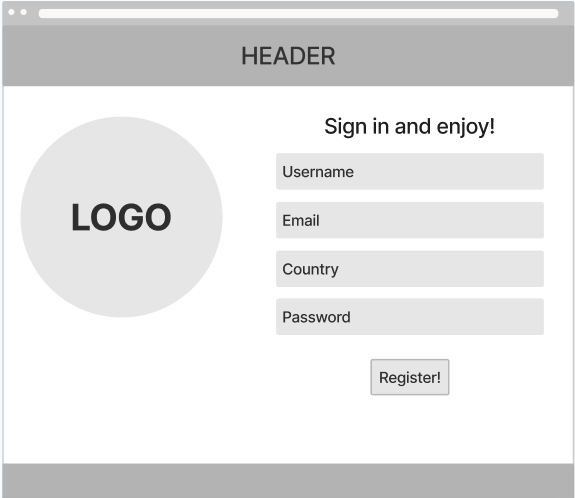 HEADER
LOGO
Sign in and enjoy!
Username
Email
Country
Password
Register!